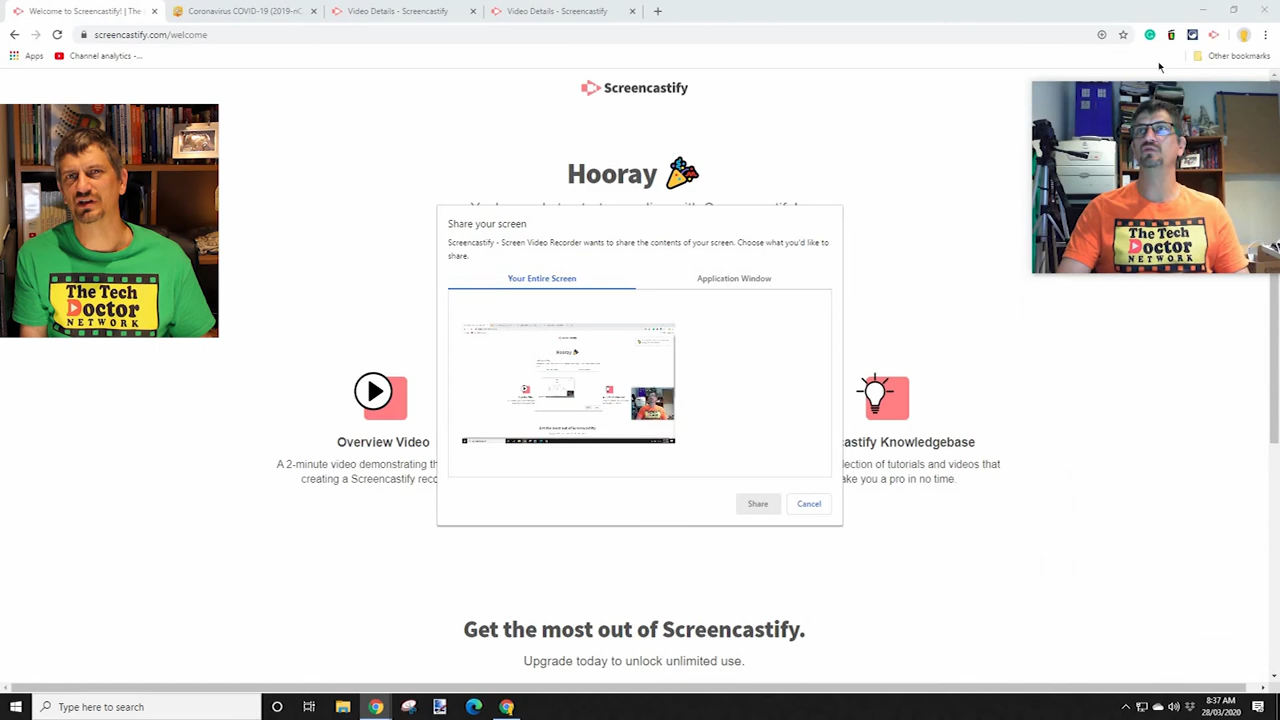 Welcome to Screencastify! | The
Coronavirus COVID-19 (2019-nC
Video Details - Screencastify
Video Details - Screencastify
screencastify.com/welcome
Apps
Channel analytics -...
Other bookmarks
Screencastify
Hooray
Share your screen
Screencastify - Screen Video Recorder wants to share the contents of your screen. Choose what you'd like to
share.
Your Entire Screen
Application Window
THE TECH
DOCTOR
NETWORK
THE TECH
DOCTOR
NETWORK
Share
Cancel
Overview Video
A 2-minute video demonstrating th
creating a Screencastify reco
castify Knowledgebase
lection of tutorials and videos that
ake you a pro in no time.
Get the most out of Screencastify.
Upgrade today to unlock unlimited use.
Type here to search
8:37 AM
28/03/2020